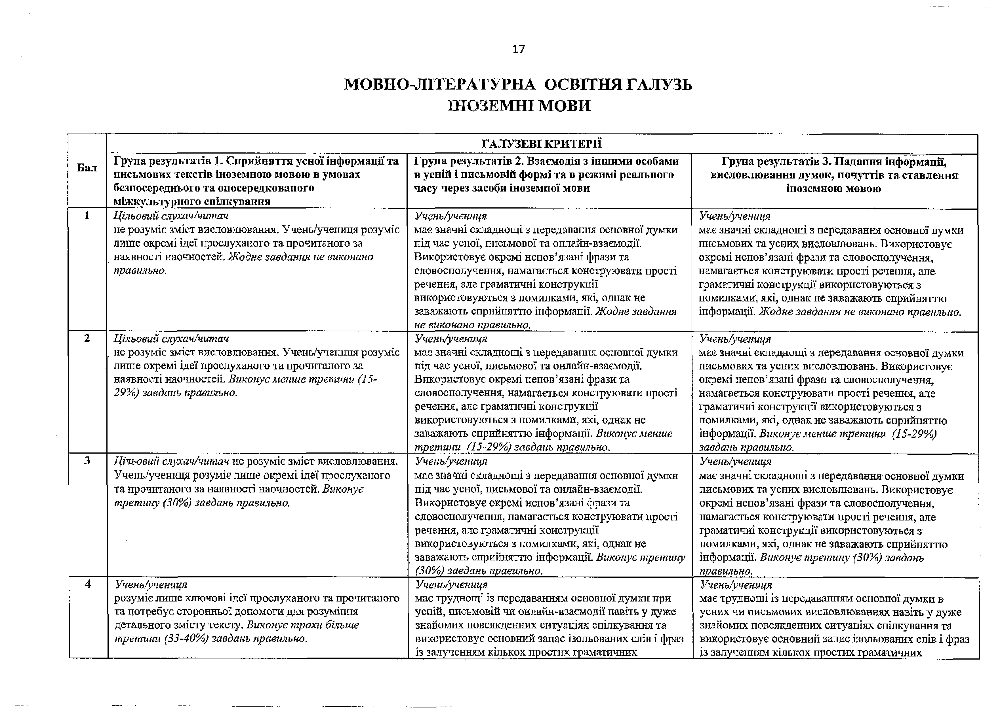 17
МОВНО-ЛІТЕРАТУРНА ОСВІТНЯ ГАЛУЗЬ
ІНОЗЕМНІ МОВИ
Бал
ГАЛУЗЕВІ КРИТЕРІЇ
Група результатів 1. Сприйняття усної інформації та
письмових текстів іноземною мовою в умовах
безпосереднього та опосередкованого
міжкультурного спілкування
Група результатів 2. Взаємодія з іншими особами
в усній і письмовій формі та в режимі реального
часу через засоби іноземної мови
Група результатів 3. Надання інформації,
висловлювання думок, почуттів та ставлення
іноземною мовою
1
Цільовий слухач/читач
не розуміє зміст висловлювання. Учень/учениця розуміє
лише окремі ідеї прослуханого та прочитаного за
наявності наочностей. Жодне завдання не виконано
правильно.
Учень/учениця
має значні складнощі з передавання основної думки
під час усної, письмової та онлайн-взаємодії.
Використовує окремі непов’язані фрази та
словосполучення, намагається конструювати прості
речення, але граматичні конструкції
використовуються з помилками, які, однак не
заважають сприйняттю інформації. Жодне завдання
не виконано правильно.
Учень/учениця
має значні складнощі з передавання основної думки
письмових та усних висловлювань. Використовує
окремі непов’язані фрази та словосполучення,
намагається конструювати прості речення, але
граматичні конструкції використовуються з
помилками, які, однак не заважають сприйняттю
інформації. Жодне завдання не виконано правильно.
2
Цільовий слухач/читач
не розуміє зміст висловлювання. Учень/учениця розуміє
лише окремі ідеї прослуханого та прочитаного за
наявності наочностей. Виконує менше третини (15-
29%) завдань правильно.
Учень/учениця
має значні складнощі з передавання основної думки
під час усної, письмової та онлайн-взаємодії.
Використовує окремі непов’язані фрази та
словосполучення, намагається конструювати прості
речення, але граматичні конструкції
використовуються з помилками, які, однак не
заважають сприйняттю інформації. Виконує менше
третини (15-29%) завдань правильно.
Учень/учениця
має значні складнощі з передавання основної думки
письмових та усних висловлювань. Використовує
окремі непов’язані фрази та словосполучення,
намагається конструювати прості речення, але
граматичні конструкції використовуються з
помилками, які, однак не заважають сприйняттю
інформації. Виконує менше третини (15-29%)
завдань правильно.
3
Цільовий слухач/читач не розуміє зміст висловлювання.
Учень/учениця розуміє лише окремі ідеї прослуханого
та прочитаного за наявності наочностей. Виконує
третину (30%) завдань правильно.
Учень/учениця
має значні складнощі з передавання основної думки
під час усної, письмової та онлайн-взаємодії.
Використовує окремі непов’язані фрази та
словосполучення, намагається конструювати прості
речення, але граматичні конструкції
використовуються з помилками, які, однак не
заважають сприйняттю інформації. Виконує третину
(30%) завдань правильно.
Учень/учениця
має значні складнощі з передавання основної думки
письмових та усних висловлювань. Використовує
окремі непов’язані фрази та словосполучення,
намагається конструювати прості речення, але
граматичні конструкції використовуються з
помилками, які, однак не заважають сприйняттю
інформації. Виконує третину (30%) завдань
правильно.
4
Учень/учениця
розуміє лише ключові ідеї прослуханого та прочитаного
та потребує сторонньої допомоги для розуміння
детального змісту тексту. Виконує трохи більше
третини (33-40%) завдань правильно.
Учень/учениця
має труднощі із передаванням основної думки при
усній, письмовій чи онлайн-взаємодії навіть у дуже
знайомих повсякденних ситуаціях спілкування та
використовує основний запас ізольованих слів і фраз
із залученням кількох простих граматичних
Учень/учениця
має труднощі із передаванням основної думки в
усних чи письмових висловлюваннях навіть у дуже
знайомих повсякденних ситуаціях спілкування та
використовує основний запас ізольованих слів і фраз
із залученням кількох простих граматичних